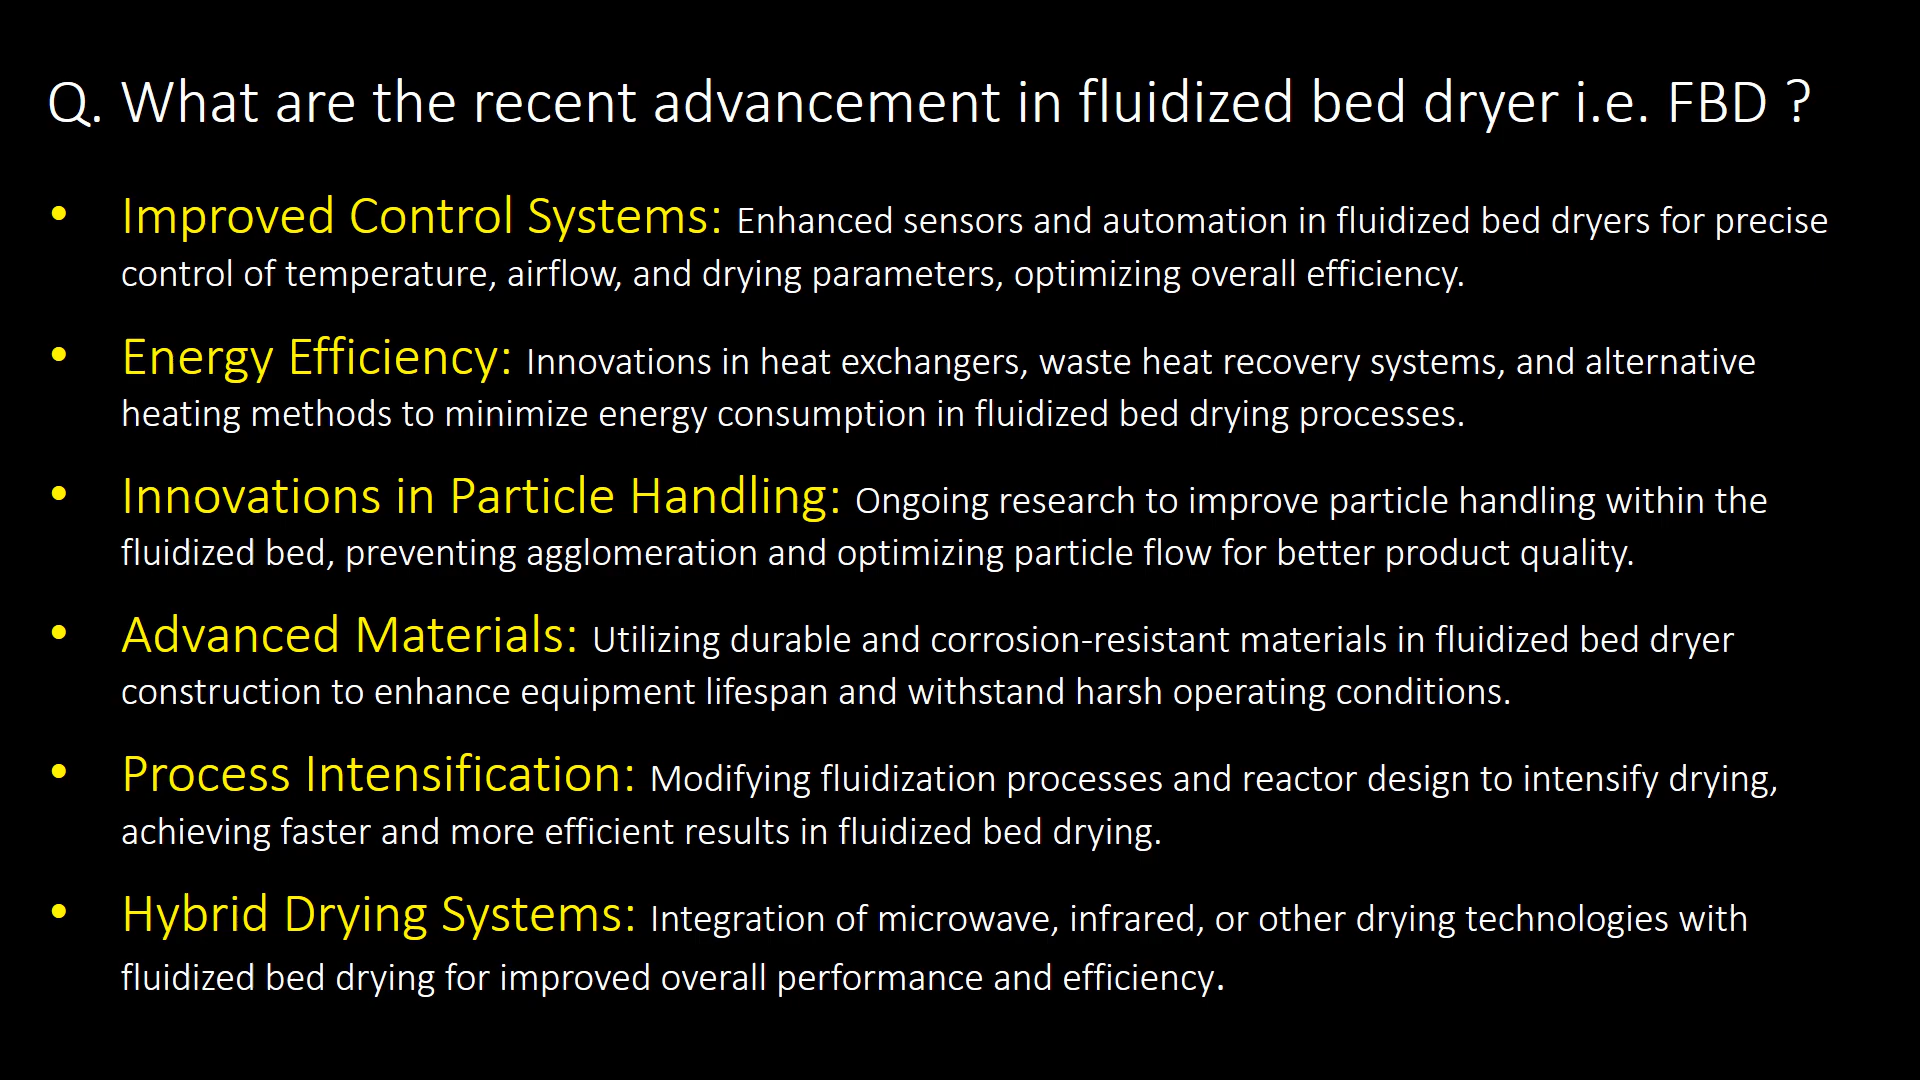 Q. What are the recent advancement in fluidized bed dryer i.e. FBD ?
• Improved Control Systems: Enhanced sensors and automation in fluidized bed dryers for precise
control of temperature, airflow, and drying parameters, optimizing overall efficiency.
• Energy Efficiency: Innovations in heat exchangers, waste heat recovery systems, and alternative
heating methods to minimize energy consumption in fluidized bed drying processes.
• Innovations in Particle Handling: Ongoing research to improve particle handling within the
fluidized bed, preventing agglomeration and optimizing particle flow for better product quality.
• Advanced Materials: Utilizing durable and corrosion-resistant materials in fluidized bed dryer
construction to enhance equipment lifespan and withstand harsh operating conditions.
• Process Intensification: Modifying fluidization processes and reactor design to intensify drying,
achieving faster and more efficient results in fluidized bed drying.
• Hybrid Drying Systems: Integration of microwave, infrared, or other drying technologies with
fluidized bed drying for improved overall performance and efficiency.